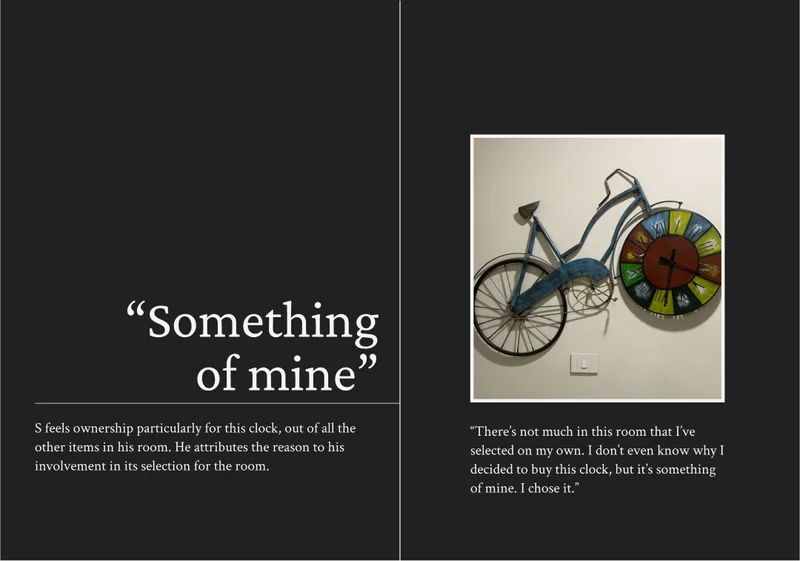 “Something
of mine”
S feels ownership particularly for this clock, out of all the
other items in his room. He attributes the reason to his
involvement in its selection for the room.
“There’s not much in this room that I’ve
selected on my own. I don’t even know why I
decided to buy this clock, but it’s something
of mine. I chose it.”